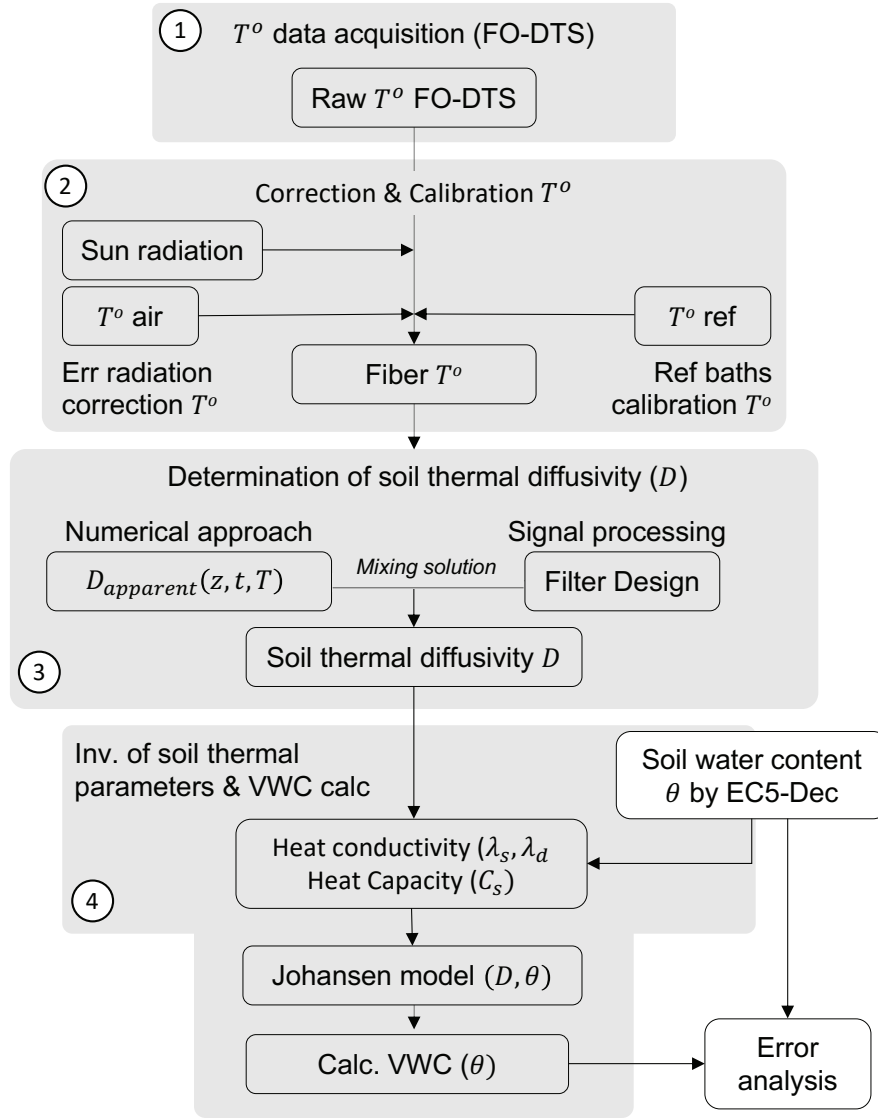 1
T° data acquisition (FO-DTS)
Raw T° FO-DTS
2
Correction & Calibration T°
Sun radiation
T° air
T° ref
Err radiation
correction T°
Fiber T°
Ref baths
calibration T°
Determination of soil thermal diffusivity (D)
Numerical approach
Signal processing
D_apparent(z, t, T)
Mixing solution
Filter Design
Soil thermal diffusivity D
3
Inv. of soil thermal
parameters & VWC calc
Soil water content
θ by EC5-Dec
Heat conductivity (λ_s, λ_d
Heat Capacity (C_s)
4
Johansen model (D, θ)
Calc. VWC (θ)
Error
analysis